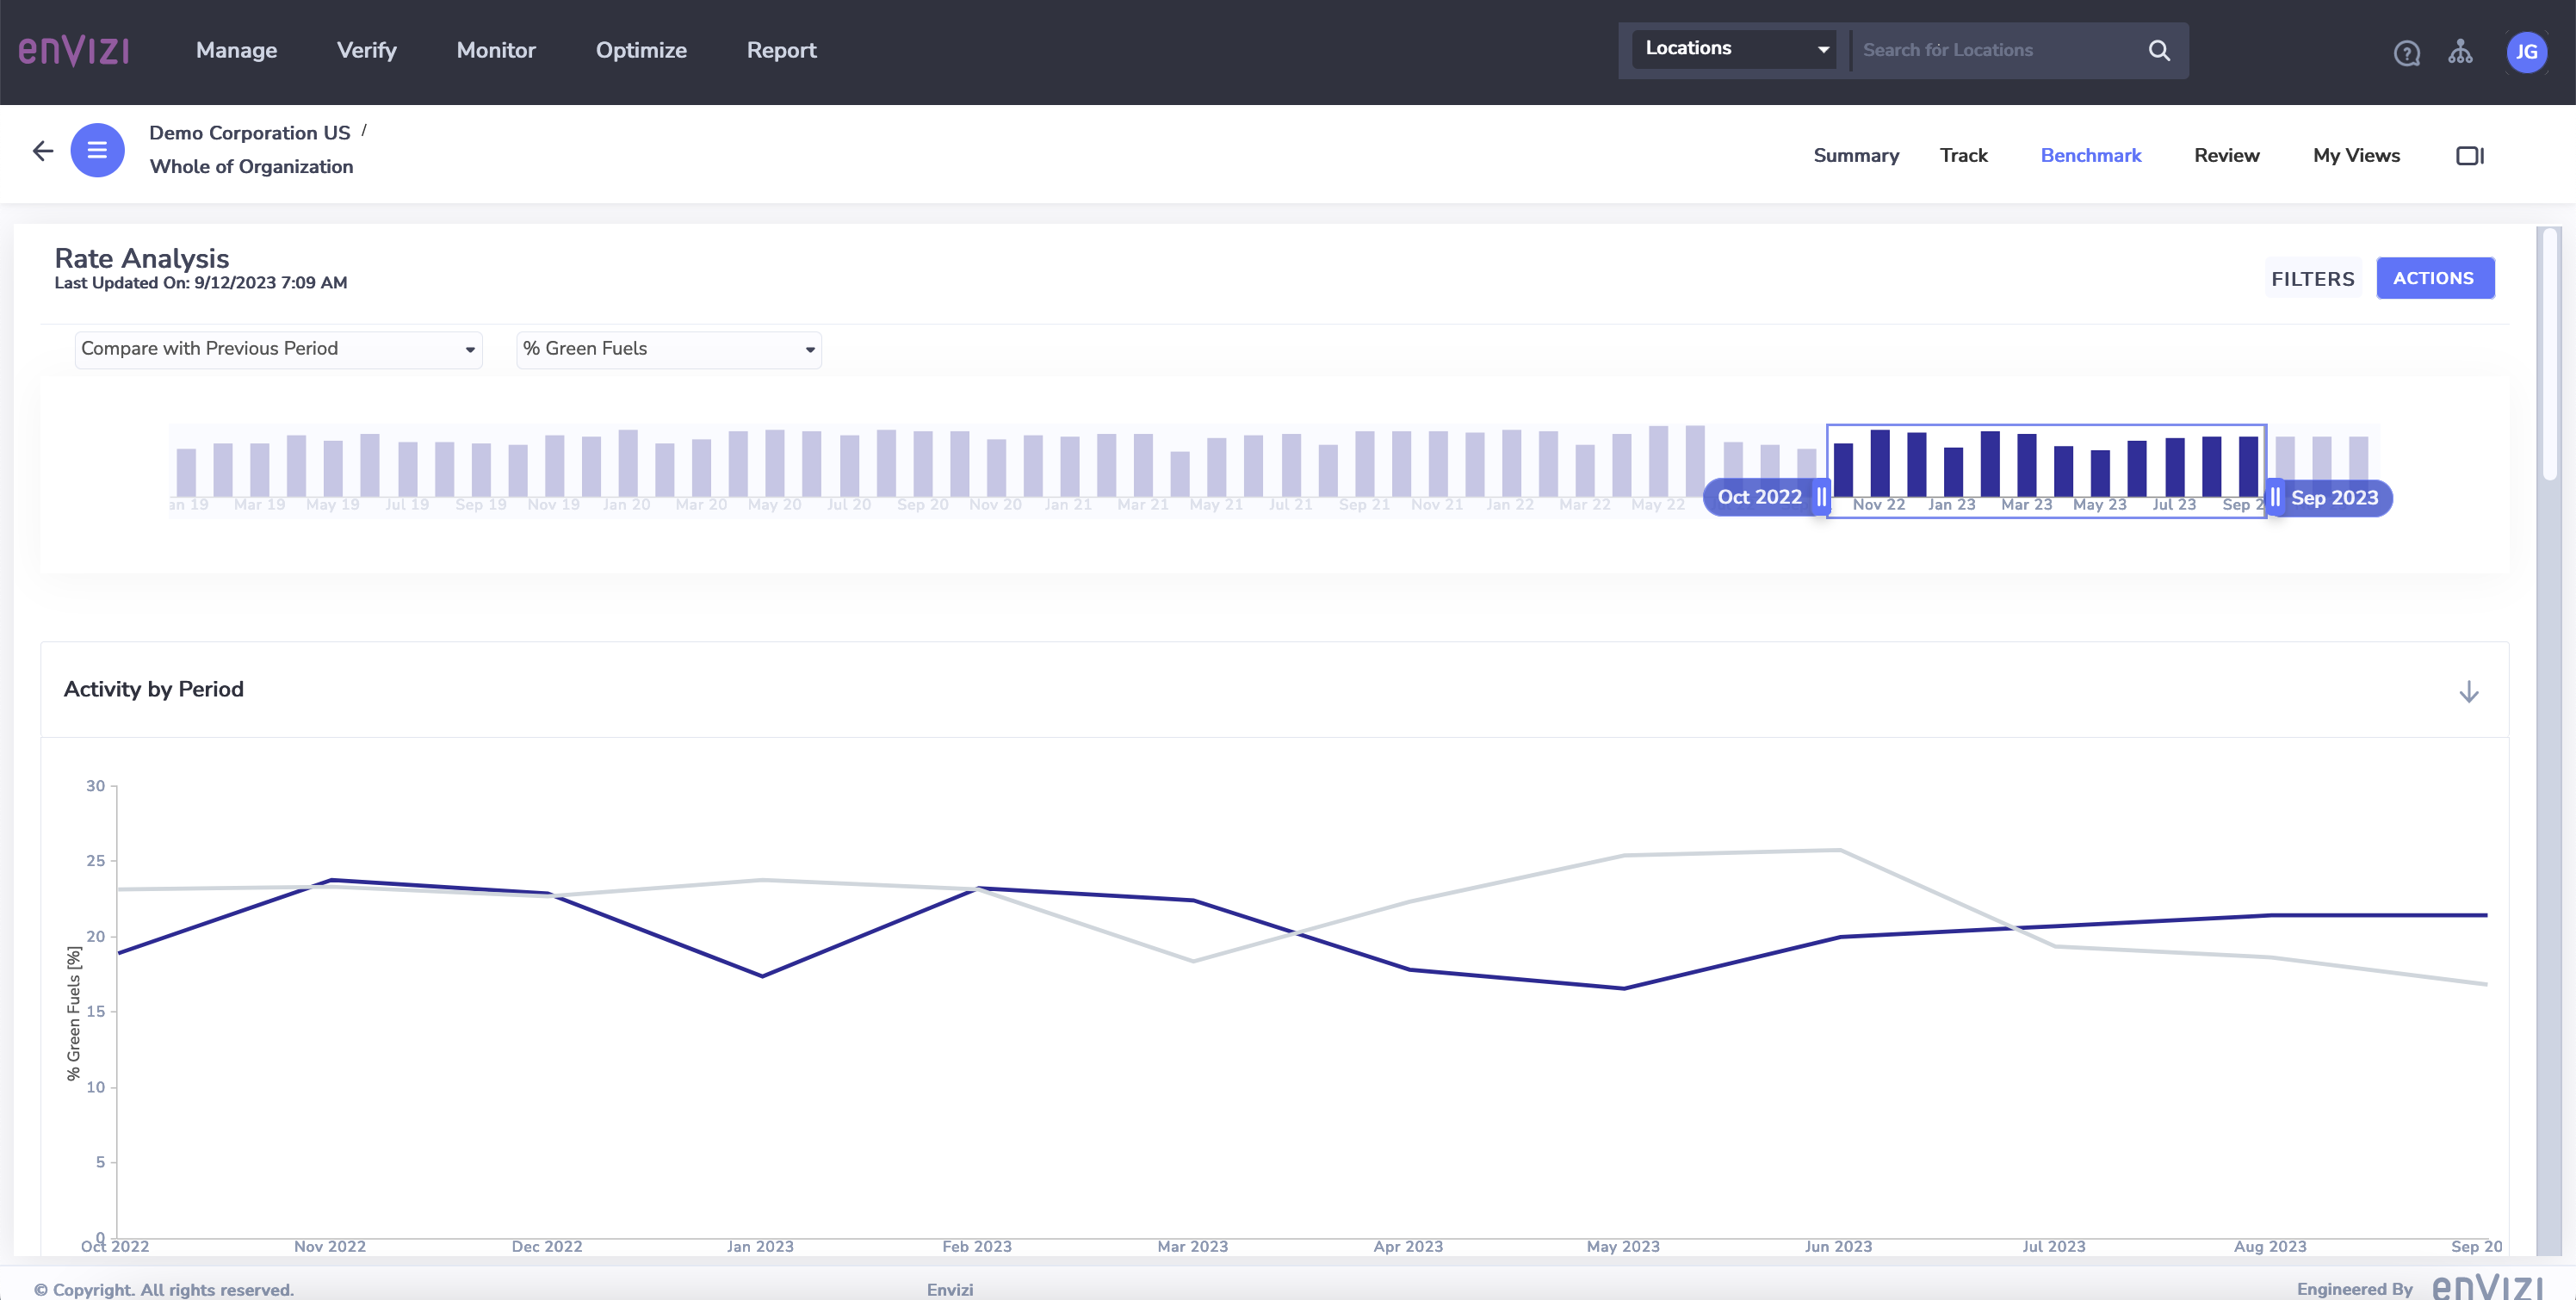 enVizi
Manage Verify Monitor Optimize Report
Locations
Search for Locations
JG
Demo Corporation US /
Whole of Organization
Summary Track Benchmark Review My Views
Rate Analysis
Last Updated On: 9/12/2023 7:09 AM
FILTERS ACTIONS
Compare with Previous Period
% Green Fuels
an 19 Mar 19 May 19 Jul 19 Sep 19 Nov 19 Jan 20 Mar 20 May 20 Jul 20 Sep 20 Nov 20 Jan 21 Mar 21 May 21 Jul 21 Sep 21 Nov 21 Jan 22 Mar 22 May 22 Nov 22 Jan 23 Mar 23 May 23 Jul 23 Sep 2
Oct 2022
Sep 2023
Activity by Period
30
25
20
15
10
5
0
% Green Fuels [%]
Oct 2022 Nov 2022 Dec 2022 Jan 2023 Feb 2023 Mar 2023 Apr 2023 May 2023 Jun 2023 Jul 2023 Aug 2023 Sep 20
© Copyright. All rights reserved.
Envizi
Engineered By enVizi